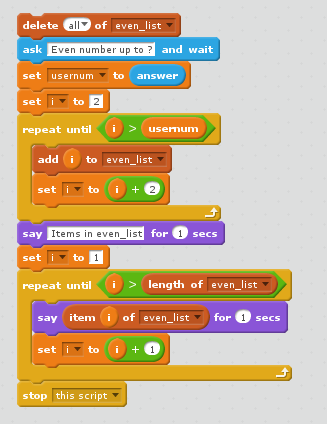 delete all of even_list
ask Even number up to ? and wait
set usernum to answer
set i to 2
repeat until i > usernum
add i to even_list
set i to i + 2
say Items in even_list for 1 secs
set i to 1
repeat until i > length of even_list
say item i of even_list for 1 secs
set i to i + 1
stop this script